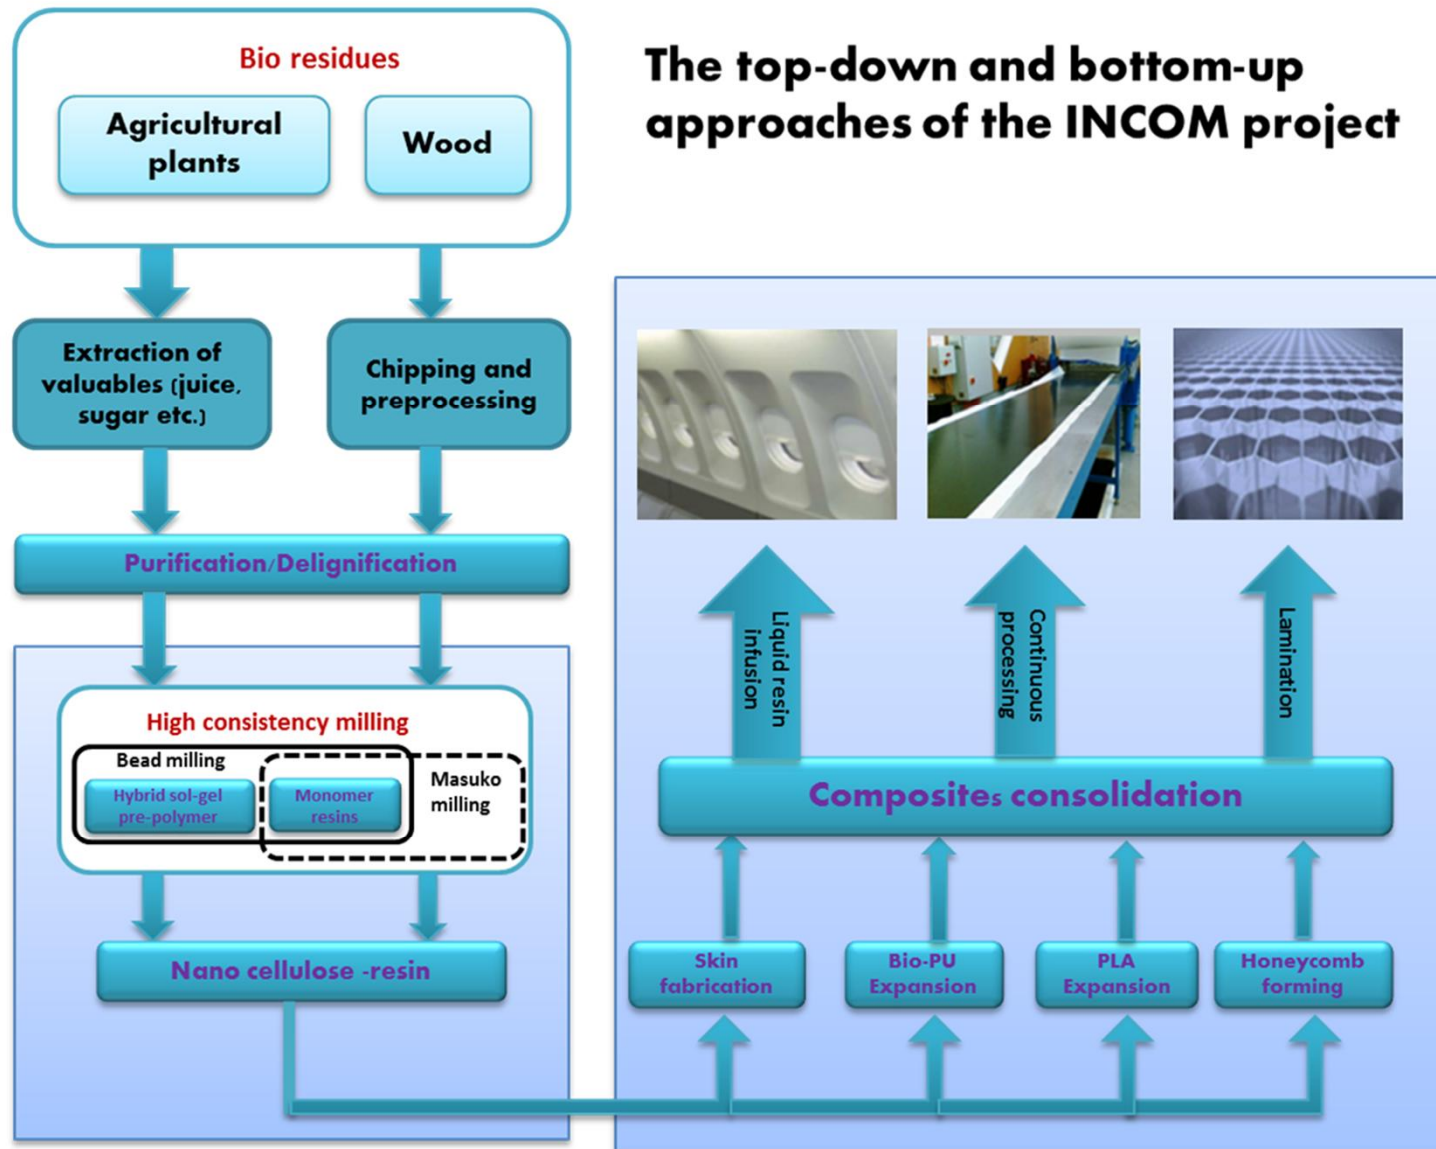 The top-down and bottom-up
approaches of the INCOM project
Bio residues
Agricultural
plants
Wood
Extraction of
valuables (juice,
sugar etc.)
Chipping and
preprocessing
Purification/Delignification
High consistency milling
Bead milling
Hybrid sol-gel
pre-polymer
Monomer
resins
Masuko
milling
Nano cellulose -resin
Liquid resin
infusion
Continuous
processing
Lamination
Composites consolidation
Skin
fabrication
Bio-PU
Expansion
PLA
Expansion
Honeycomb
forming